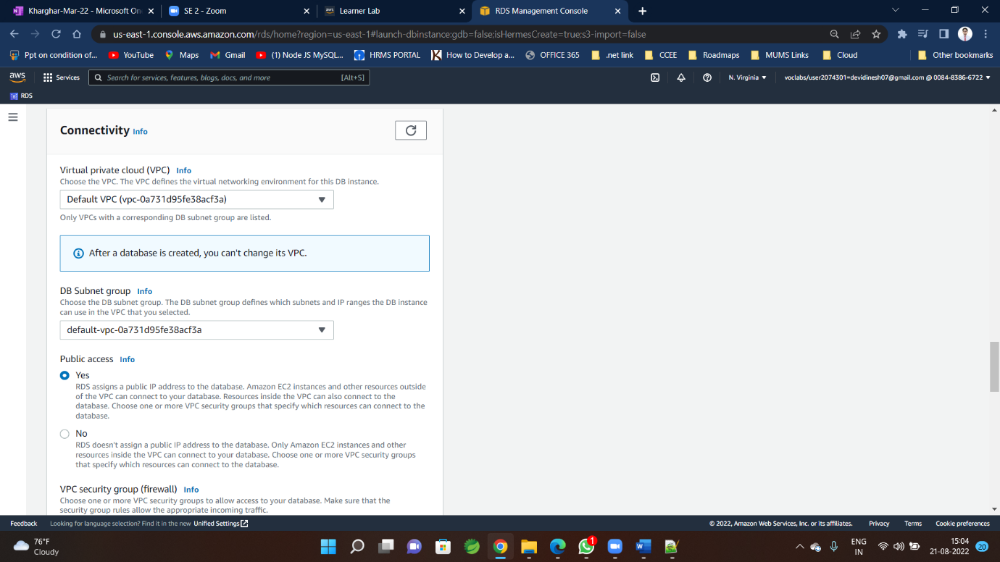 Kharghar-Mar-22 - Microsoft On
SE 2 - Zoom
aws
Learner Lab
RDS Management Console
us-east-1.console.aws.amazon.com/rds/home?region=us-east-1#launch-dbinstance:gdb=false;isHermesCreate=true;s3-import=false
Ppt on condition of...
YouTube
Maps
Gmail
(1) Node JS MySQL...
HRMS PORTAL
How to Develop a...
OFFICE 365
.net link
CCEE
Roadmaps
MUMS Links
Cloud
Other bookmarks
aws
Services
Search for services, features, blogs, docs, and more
[Alt+S]
N. Virginia
voclabs/user2074301=devidinesh07@gmail.com @ 0084-8386-6722
RDS
Connectivity Info
Virtual private cloud (VPC) Info
Choose the VPC. The VPC defines the virtual networking environment for this DB instance.
Default VPC (vpc-0a731d95fe38acf3a)
Only VPCs with a corresponding DB subnet group are listed.
After a database is created, you can't change its VPC.
DB Subnet group Info
Choose the DB subnet group. The DB subnet group defines which subnets and IP ranges the DB instance
can use in the VPC that you selected.
default-vpc-0a731d95fe38acf3a
Public access Info
Yes
RDS assigns a public IP address to the database. Amazon EC2 instances and other resources outside
of the VPC can connect to your database. Resources inside the VPC can also connect to the
database. Choose one or more VPC security groups that specify which resources can connect to the
database.
No
RDS doesn't assign a public IP address to the database. Only Amazon EC2 instances and other
resources inside the VPC can connect to your database. Choose one or more VPC security groups
that specify which resources can connect to the database.
VPC security group (firewall) Info
Choose one or more VPC security groups to allow access to your database. Make sure that the
security group rules allow the appropriate incoming traffic.
Feedback
Looking for language selection? Find it in the new Unified Settings
© 2022, Amazon Web Services, Inc. or its affiliates.
Privacy
Terms
Cookie preferences
76°F
Cloudy
1
ENG
IN
15:04
21-08-2022
20